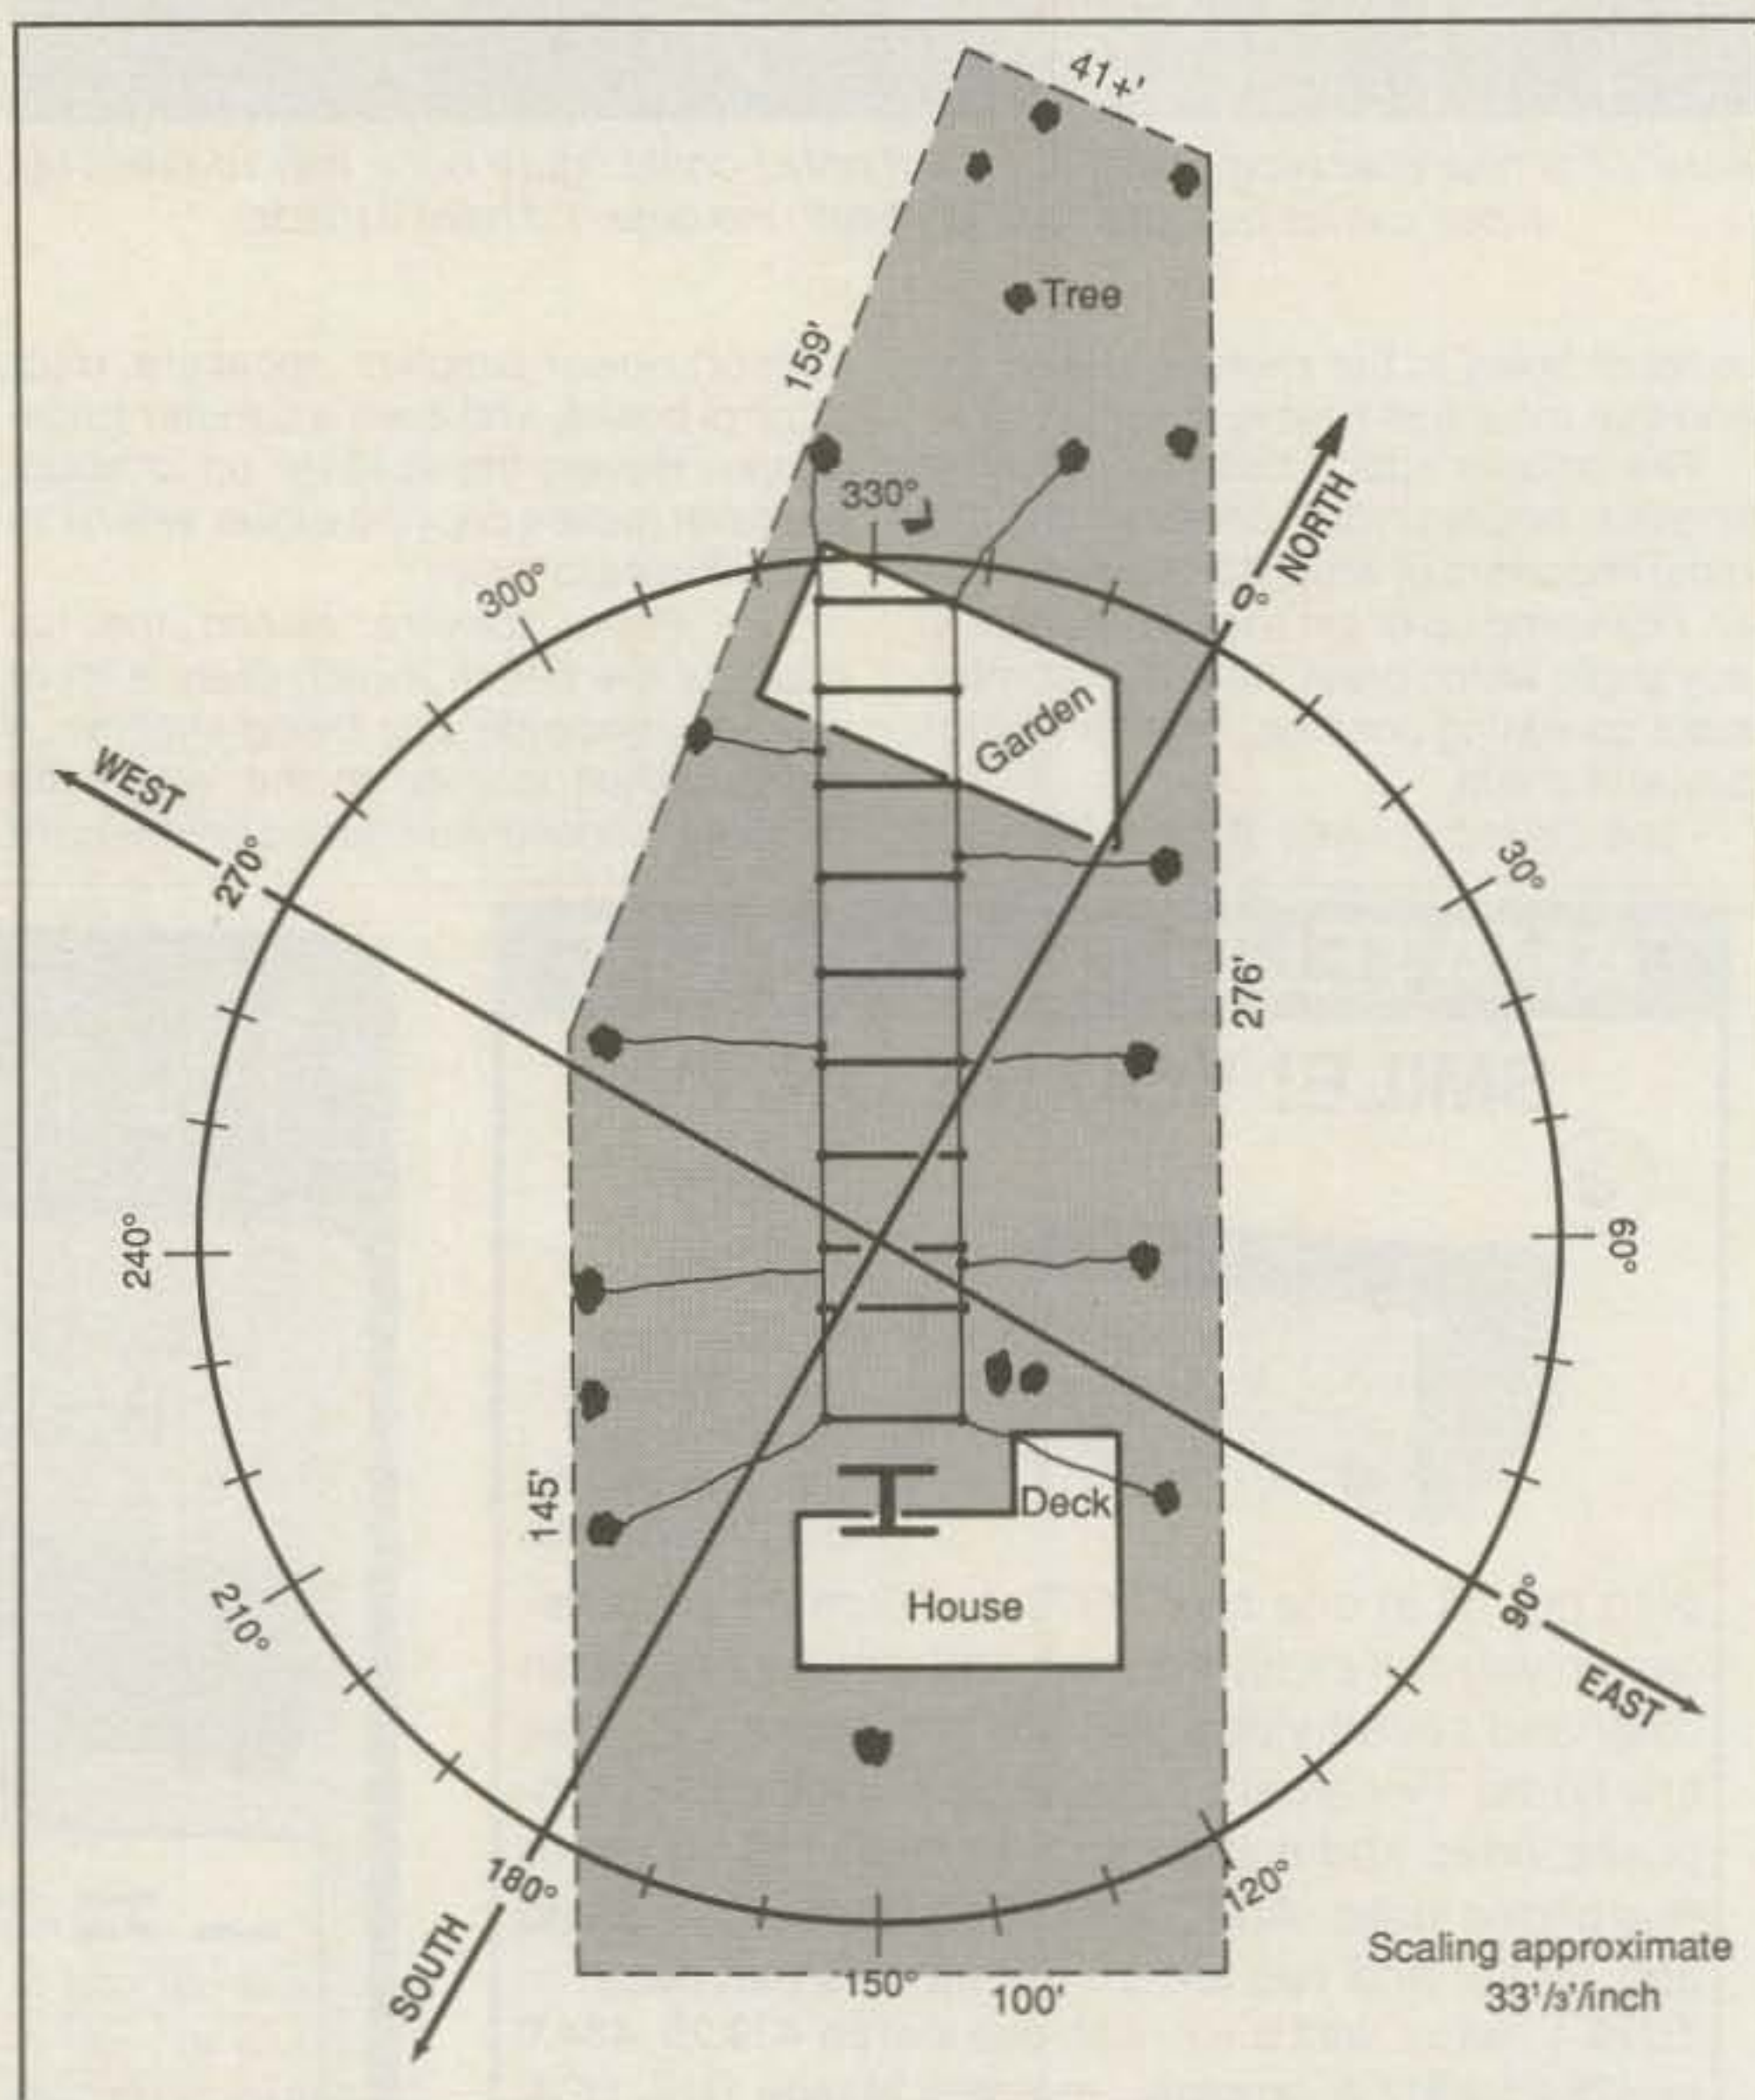 41+'
Tree
159'
330°
NORTH
0°
300°
WEST
270°
Garden
30°
276'
240°
60°
145'
Deck
House
210°
90°
EAST
180°
SOUTH
120°
150°
100'
Scaling approximate
33¹/₃'/inch